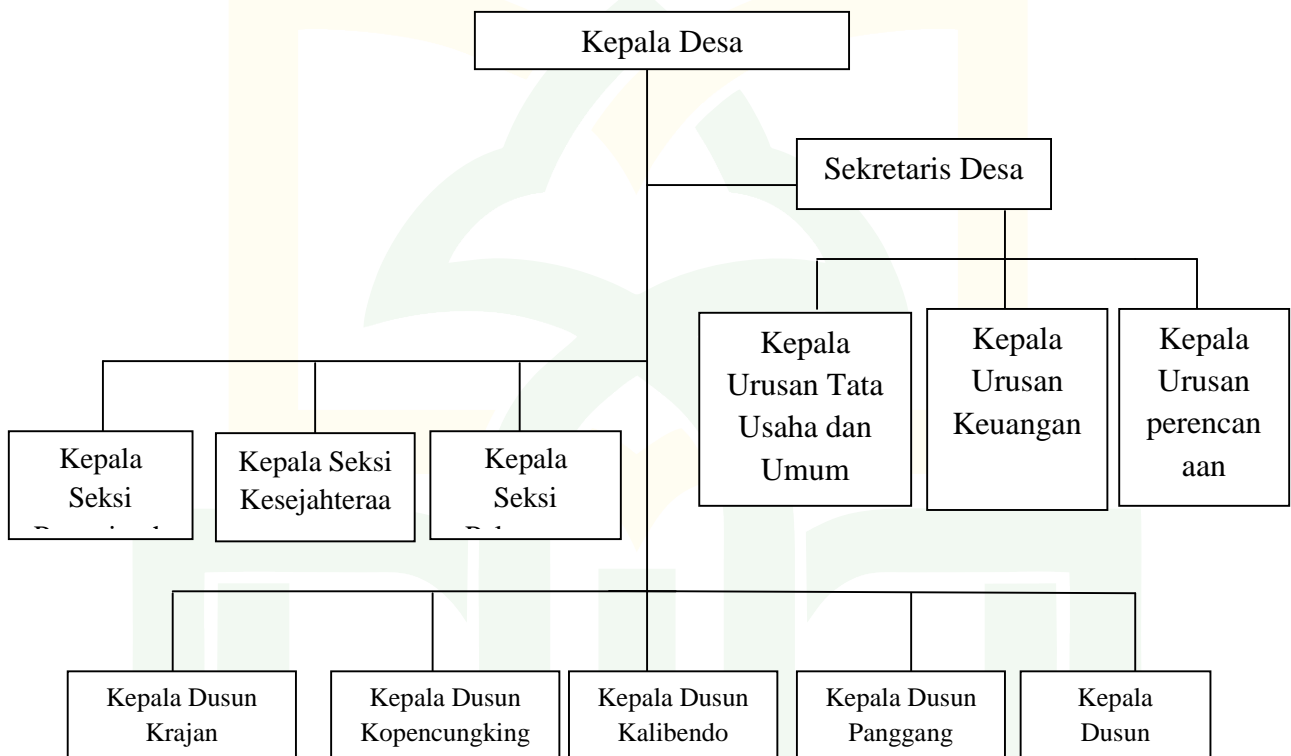 Kepala Desa
Sekretaris Desa
Kepala
Urusan Tata
Usaha dan
Umum
Kepala
Urusan
Keuangan
Kepala
Urusan
perencan
aan
Kepala
Seksi
Kepala Seksi
Kesejahteraa
Kepala
Seksi
Kepala Dusun
Krajan
Kepala Dusun
Kopencungking
Kepala Dusun
Kalibendo
Kepala Dusun
Panggang
Kepala
Dusun